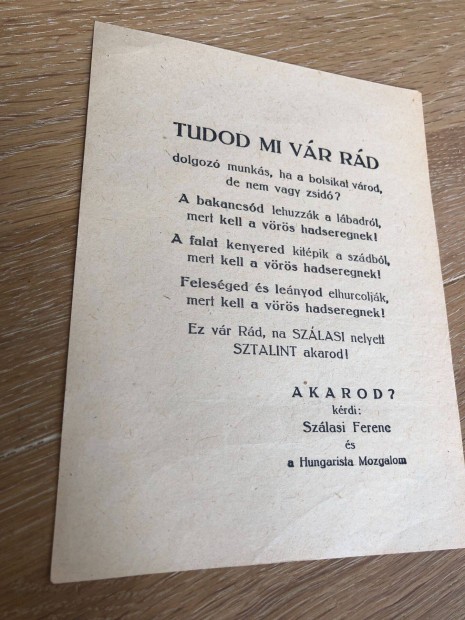 TUDOD MI VÁR RÁD
dolgozó munkás, ha a bolsikat várod,
de nem vagy zsidó?
A bakancsód lehuzzák a lábadról,
mert kell a vörös hadseregnek!
A falat kenyered kitépik a szádból,
mert kell a vörös hadseregnek!
Feleséged és leányod elhurcolják,
mert kell a vörös hadseregnek!
Ez vár Rád, na SZÁLASI nelyett
SZTALINT akarod!
AKAROD?
kérdi:
Szálasi Ferenc
és
a Hungarista Mozgalom